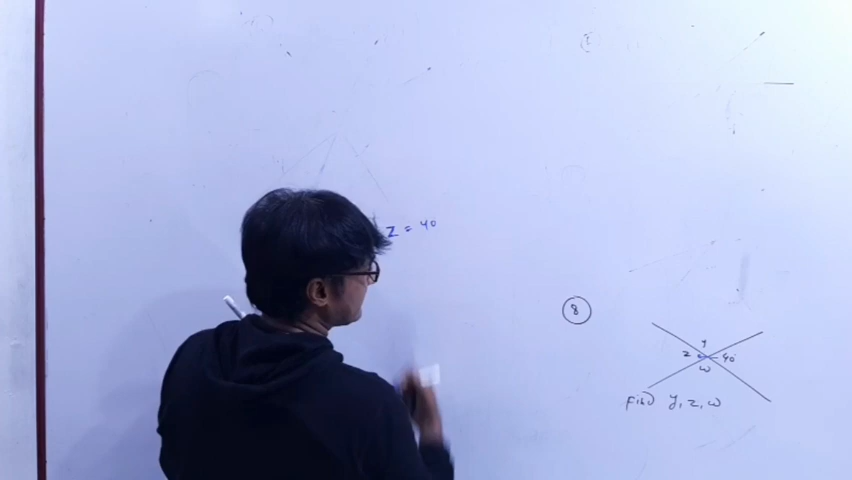 z = 40
8
y
z 40°
w
Find y, z, w